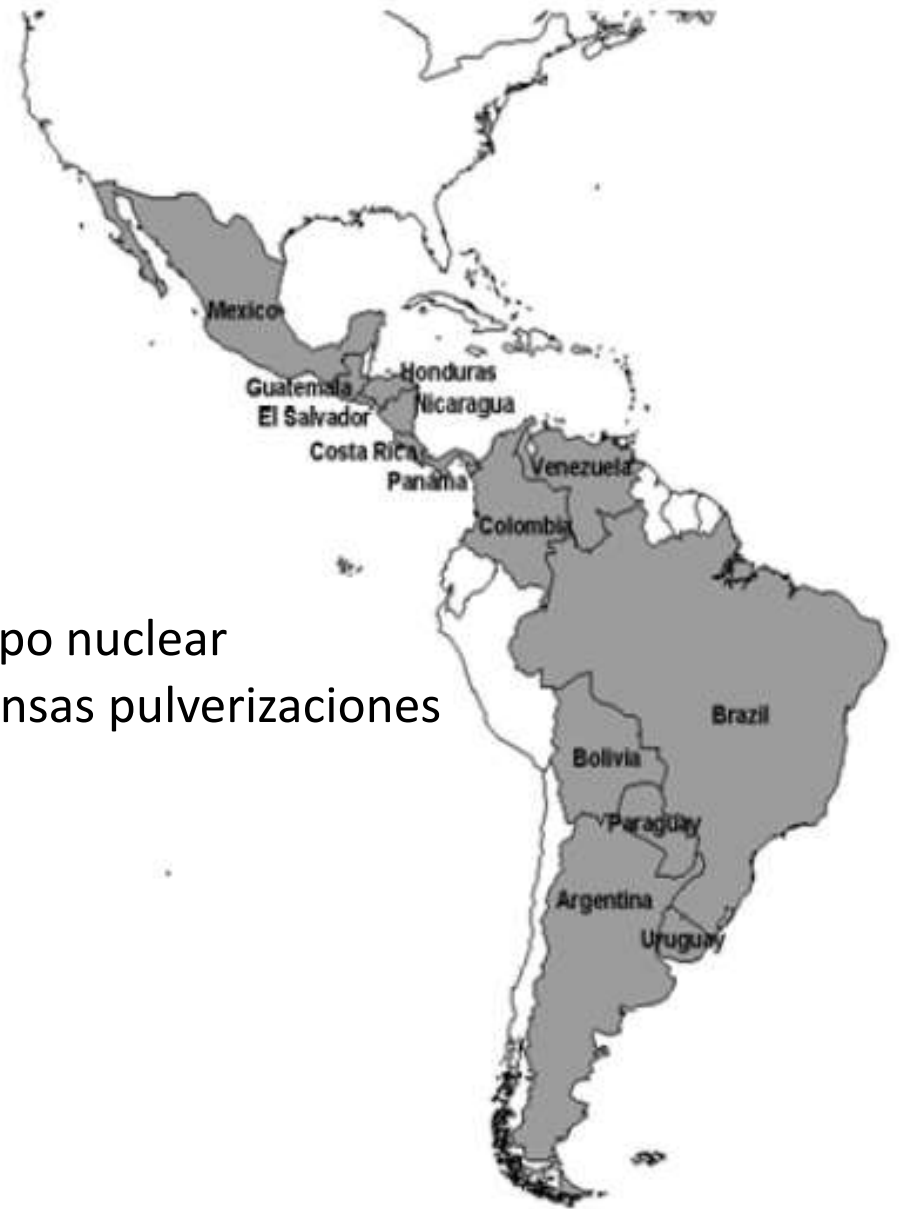 Mexico
Honduras
Guatemala
Nicaragua
El Salvador
Costa Rica
Panama
Venezuela
Colombia
po nuclear
nsas pulverizaciones
Brazil
Bolivia
Paraguay
Argentina
Uruguay